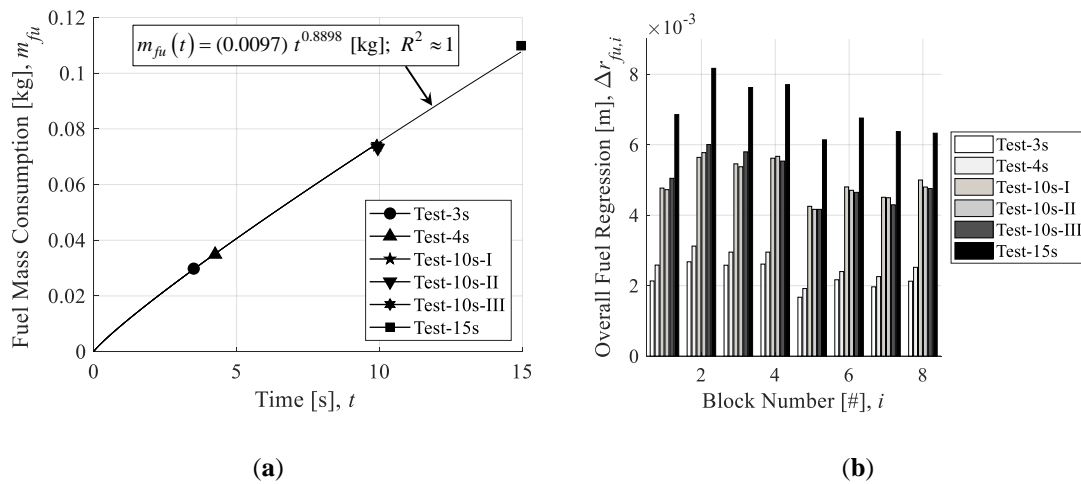 m_fu (t) = (0.0097) t^0.8898 [kg]; R² ≈ 1
Fuel Mass Consumption [kg], m_fu
0.12
0.1
0.08
0.06
0.04
0.02
0
0 5 10 15
Time [s], t
Test-3s
Test-4s
Test-10s-I
Test-10s-II
Test-10s-III
Test-15s
(a)
×10^-3
Overall Fuel Regression [m], Δr_fu,i
8
6
4
2
0
2 4 6 8
Block Number [#], i
Test-3s
Test-4s
Test-10s-I
Test-10s-II
Test-10s-III
Test-15s
(b)